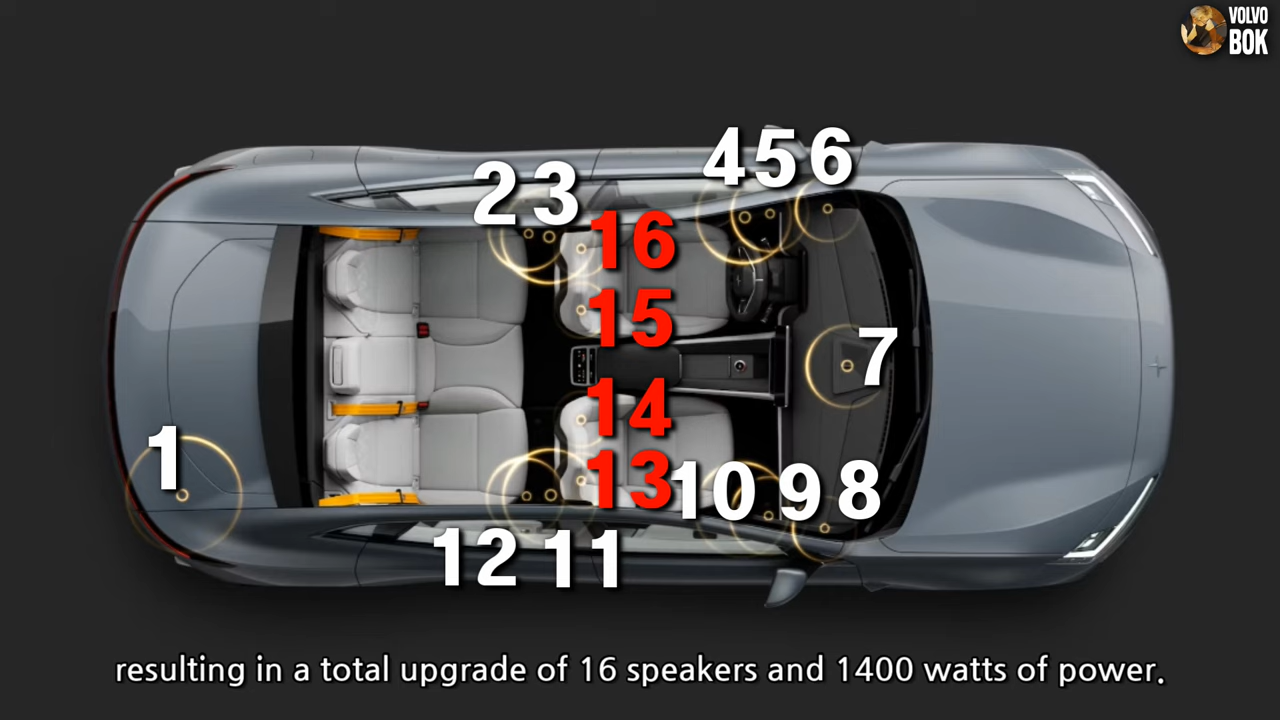 VOLVO
BOK
4 5 6
2 3
16
15
7
14
1
13 10 9 8
12 11
resulting in a total upgrade of 16 speakers and 1400 watts of power.